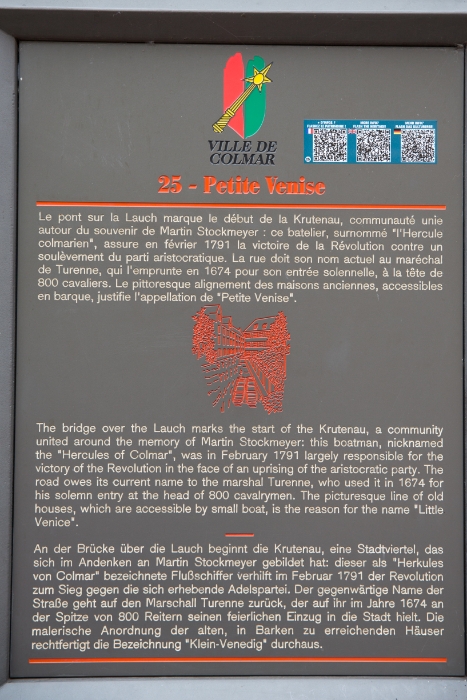 VILLE DE
COLMAR
25 - Petite Venise
Le pont sur la Lauch marque le début de la Krutenau, communauté unie
autour du souvenir de Martin Stockmeyer : ce batelier, surnommé "l'Hercule
colmarien", assure en février 1791 la victoire de la Révolution contre un
soulèvement du parti aristocratique. La rue doit son nom actuel au maréchal
de Turenne, qui l'emprunte en 1674 pour son entrée solennelle, à la tête de
800 cavaliers. Le pittoresque alignement des maisons anciennes, accessibles
en barque, justifie l'appellation de "Petite Venise".
The bridge over the Lauch marks the start of the Krutenau, a community
united around the memory of Martin Stockmeyer: this boatman, nicknamed
the "Hercules of Colmar", was in February 1791 largely responsible for the
victory of the Revolution in the face of an uprising of the aristocratic party. The
road owes its current name to the marshal Turenne, who used it in 1674 for
his solemn entry at the head of 800 cavalrymen. The picturesque line of old
houses, which are accessible by small boat, is the reason for the name "Little
Venice".
An der Brücke über die Lauch beginnt die Krutenau, eine Stadtviertel, das
sich im Andenken an Martin Stockmeyer gebildet hat: dieser als "Herkules
von Colmar" bezeichnete Flußschiffer verhilft im Februar 1791 der Revolution
zum Sieg gegen die sich erhebende Adelspartei. Der gegenwärtige Name der
Straße geht auf den Marschall Turenne zurück, der auf ihr im Jahre 1674 an
der Spitze von 800 Reitern seinen feierlichen Einzug in die Stadt hielt. Die
malerische Anordnung der alten, in Barken zu erreichenden Häuser
rechtfertigt die Bezeichnung "Klein-Venedig" durchaus.